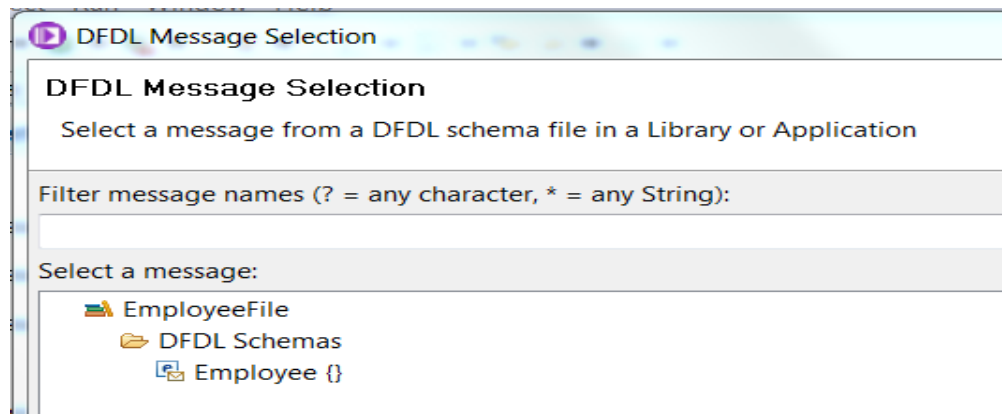 DFDL Message Selection
DFDL Message Selection
Select a message from a DFDL schema file in a Library or Application
Filter message names (? = any character, * = any String):
Select a message:
EmployeeFile
DFDL Schemas
Employee {}